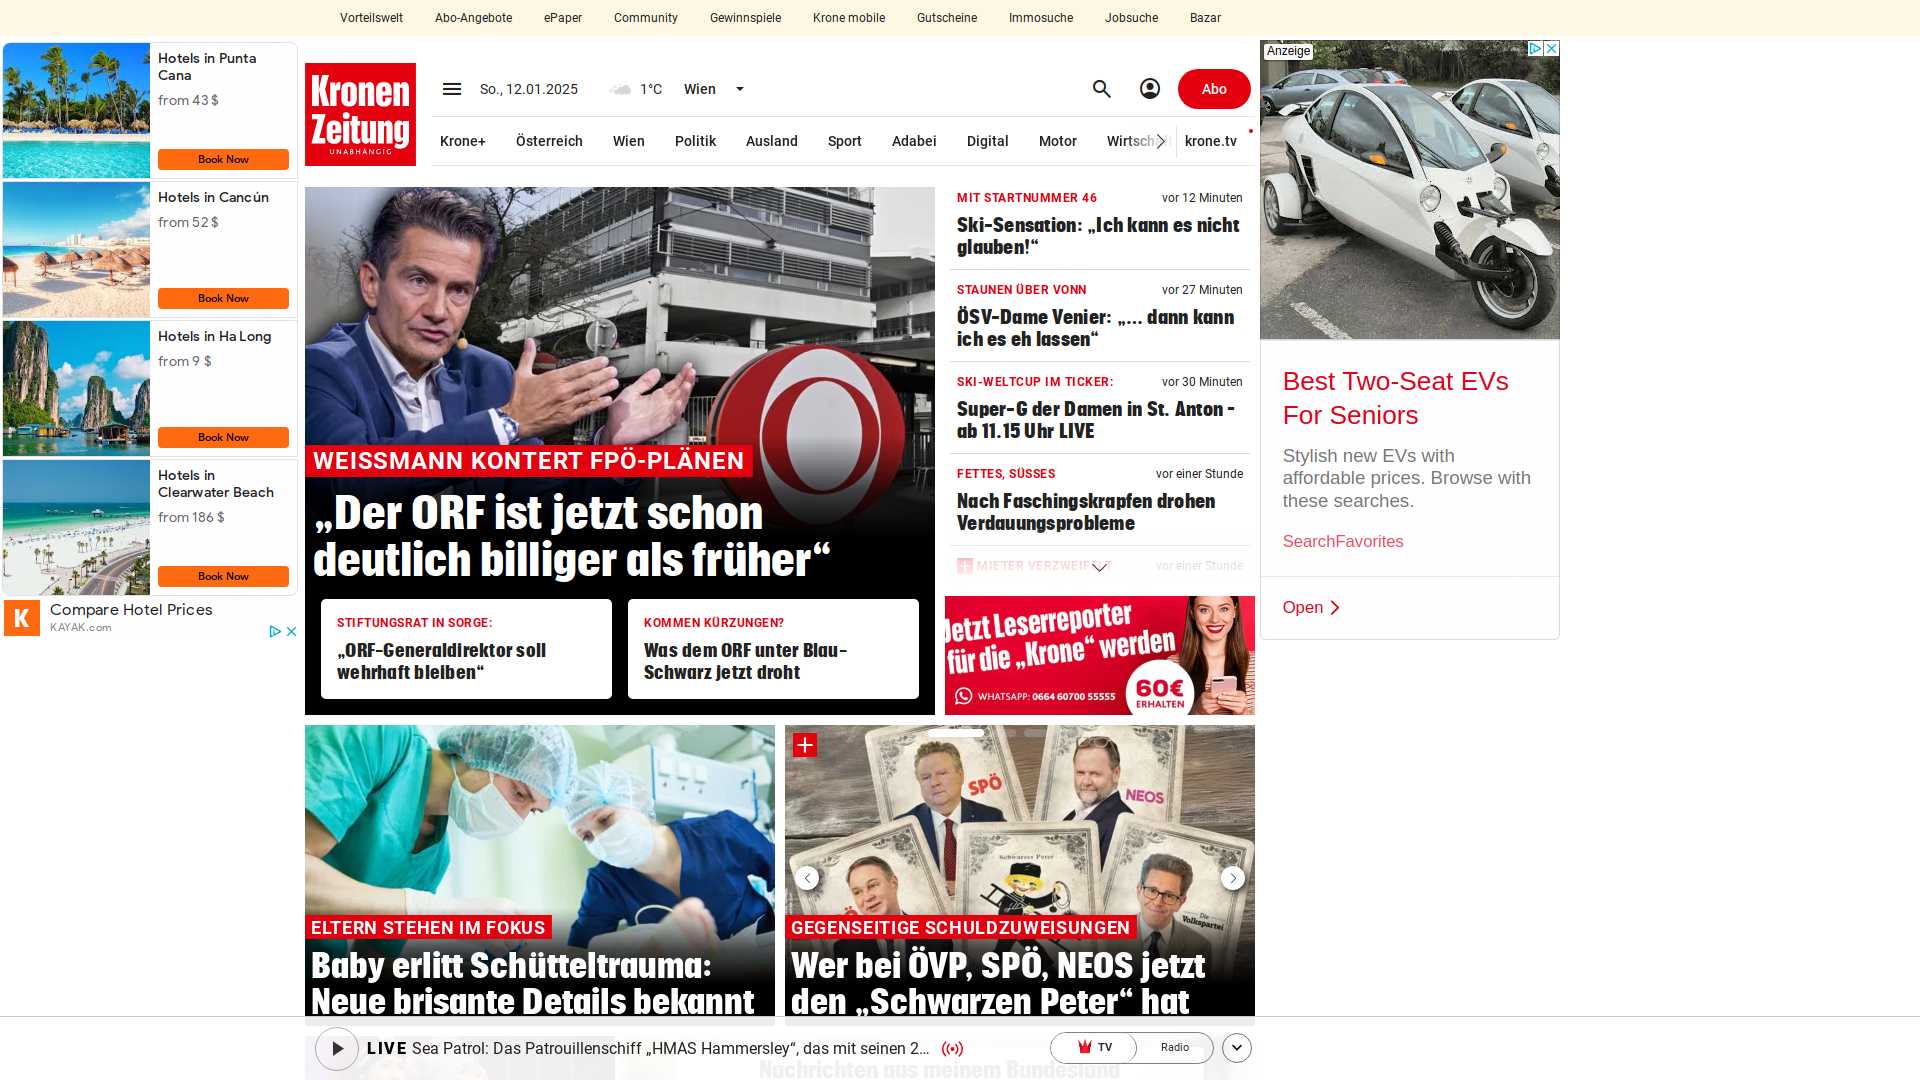 Vorteilswelt
Abo-Angebote
ePaper
Community
Gewinnspiele
Krone mobile
Gutscheine
Immosuche
Jobsuche
Bazar
Hotels in Punta
Cana
from 43 $
Book Now
Hotels in Cancún
from 52 $
Book Now
Hotels in Ha Long
from 9 $
Book Now
Hotels in
Clearwater Beach
from 186 $
Book Now
K
Compare Hotel Prices
KAYAK.com
Kronen
Zeitung
UNABHÄNGIG
So., 12.01.2025
1°C
Wien
Abo
Krone+
Österreich
Wien
Politik
Ausland
Sport
Adabei
Digital
Motor
Wirtsch
krone.tv
WEISSMANN KONTERT FPÖ-PLÄNEN
„Der ORF ist jetzt schon
deutlich billiger als früher“
STIFTUNGSRAT IN SORGE:
„ORF-Generaldirektor soll
wehrhaft bleiben“
KOMMEN KÜRZUNGEN?
Was dem ORF unter Blau-
Schwarz jetzt droht
MIT STARTNUMMER 46
vor 12 Minuten
Ski-Sensation: „Ich kann es nicht
glauben!“
STAUNEN ÜBER VONN
vor 27 Minuten
ÖSV-Dame Venier: „... dann kann
ich es eh lassen“
SKI-WELTCUP IM TICKER:
vor 30 Minuten
Super-G der Damen in St. Anton -
ab 11.15 Uhr LIVE
FETTES, SÜSSES
vor einer Stunde
Nach Faschingskrapfen drohen
Verdauungsprobleme
MIETER VERZWEIFELT
vor einer Stunde
Jetzt Leserreporter
für die „Krone“ werden
WHATSAPP: 0664 60700 55555
60€
ERHALTEN
Anzeige
Best Two-Seat EVs
For Seniors
Stylish new EVs with
affordable prices. Browse with
these searches.
SearchFavorites
Open
ELTERN STEHEN IM FOKUS
Baby erlitt Schütteltrauma:
Neue brisante Details bekannt
SPÖ
NEOS
Schwarzer Peter
Die
Volkspartei
GEGENSEITIGE SCHULDZUWEISUNGEN
Wer bei ÖVP, SPÖ, NEOS jetzt
den „Schwarzen Peter“ hat
LIVE Sea Patrol: Das Patrouillenschiff „HMAS Hammersley“, das mit seinen 2...
TV
Radio
Nachrichten aus meinem Bundesland